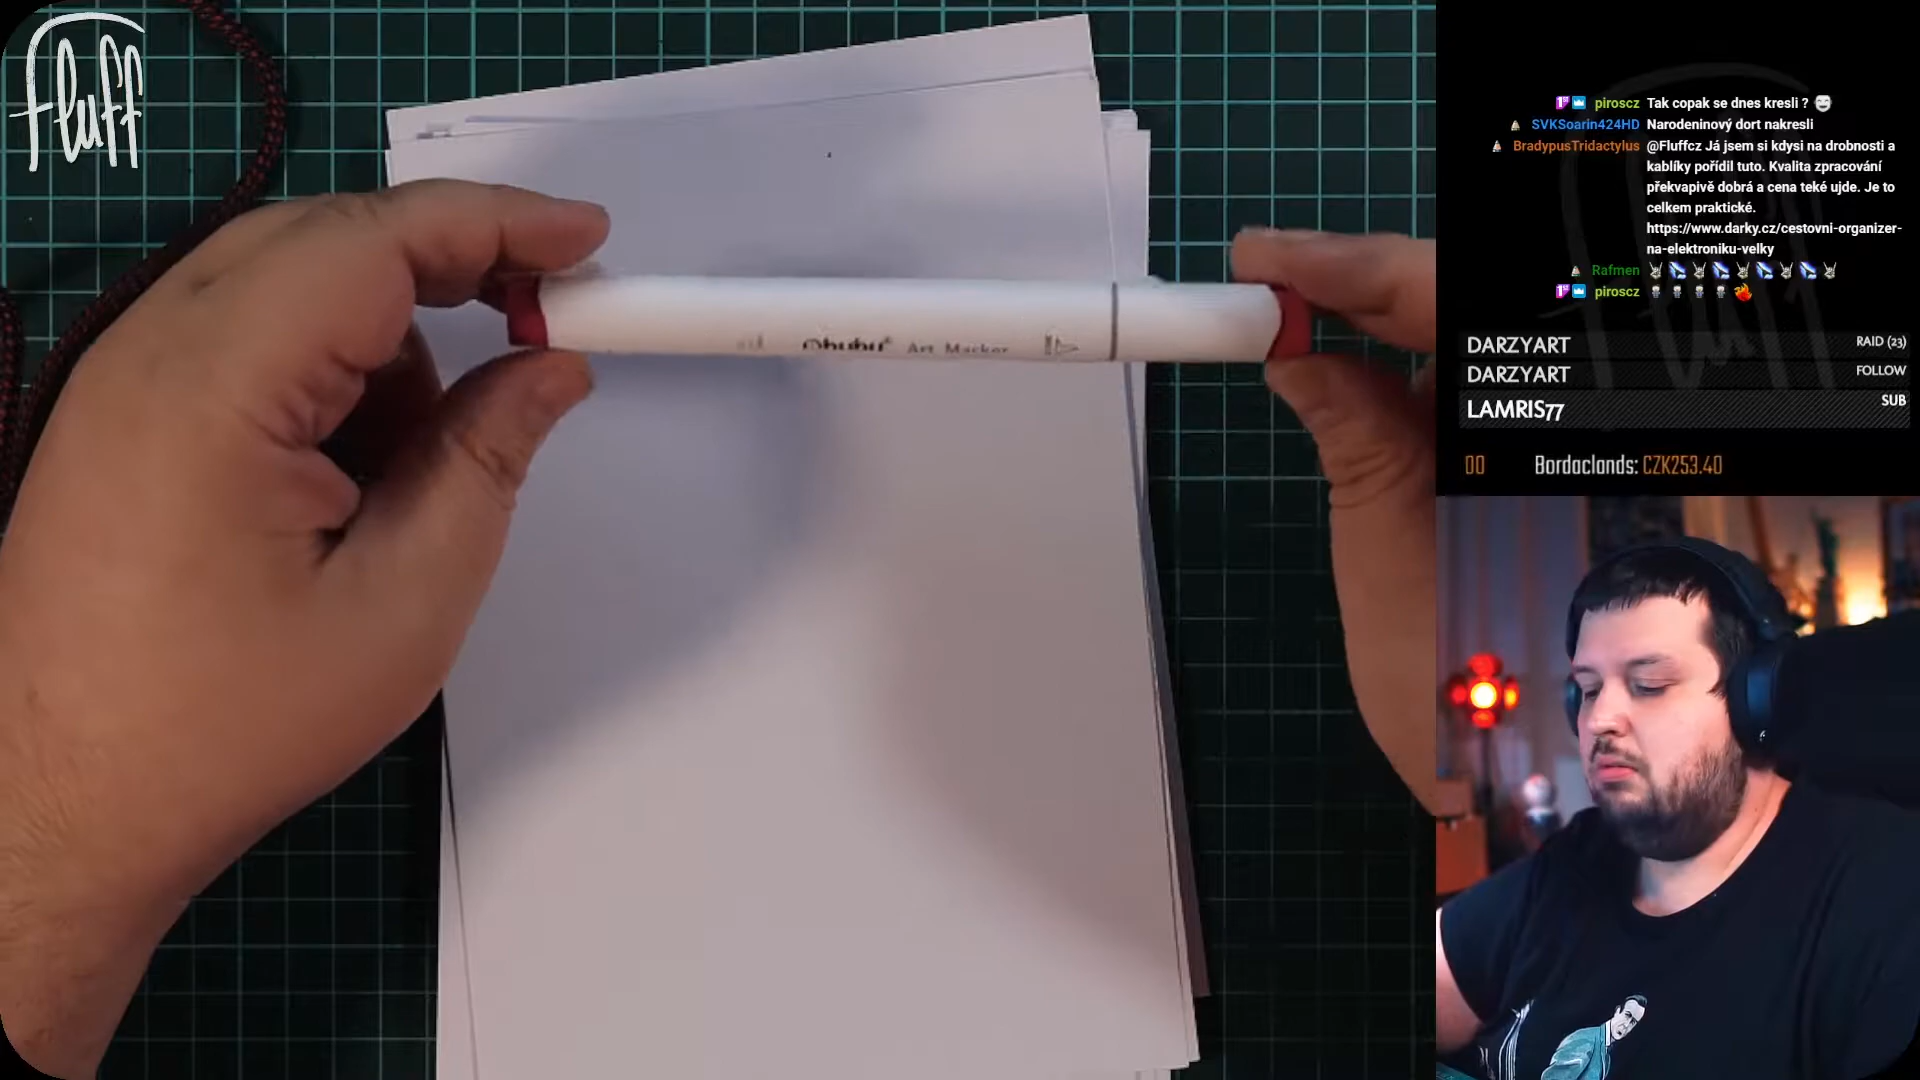 Fluff
Ohuhu
Art Marker
piroscz Tak copak se dnes kreslí ?
SVKSoarin424HD Narodeninový dort nakresli
BradypusTridactylus @Fluffcz Já jsem si kdysi na drobnosti a
kablíky pořídil tuto. Kvalita zpracování
překvapivě dobrá a cena teké ujde. Je to
celkem praktické.
https://www.darky.cz/cestovni-organizer-
na-elektroniku-velky
Rafmen
piroscz
DARZYART RAID (23)
DARZYART FOLLOW
LAMRIS77 SUB
00 Bordaclands: CZK253.40